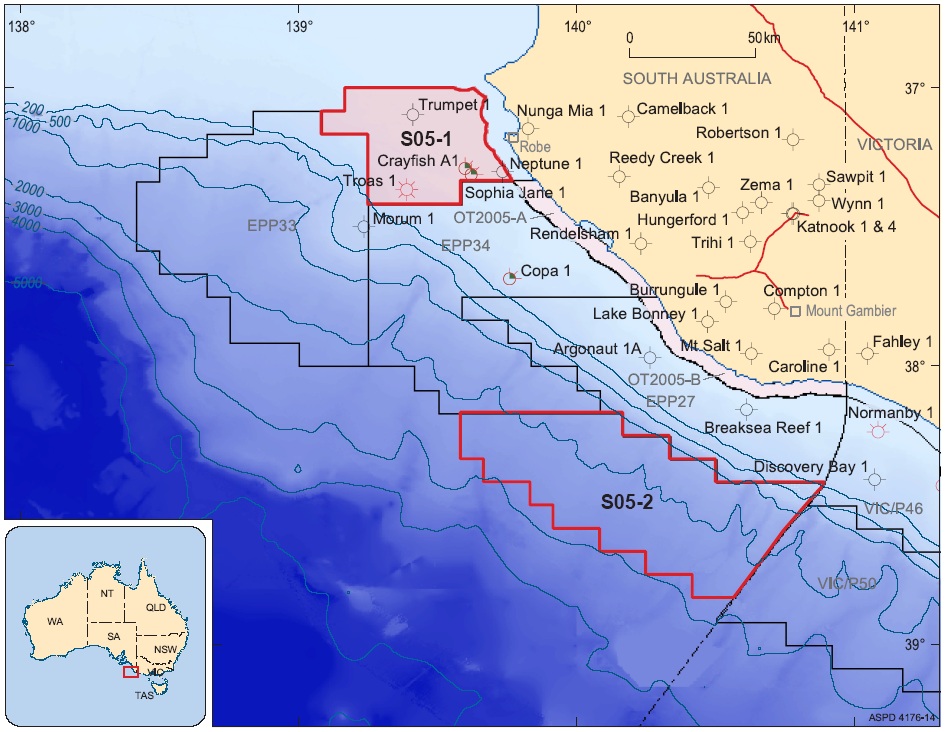 138°
139°
140°
141°
0
50 km
SOUTH AUSTRALIA
37°
200
500
1000
Trumpet 1
Nunga Mia 1
Camelback 1
S05-1
Robe
Robertson 1
VICTORIA
Crayfish A1
Neptune 1
Reedy Creek 1
Troas 1
Sophia Jane 1
Banyula 1
Zema 1
Sawpit 1
2000
Wynn 1
3000
4000
EPP33
Morum 1
OT2005-A
Hungerford 1
Katnook 1 & 4
Rendelsham 1
EPP34
Trihi 1
Copa 1
5000
Burrungule 1
Compton 1
Lake Bonney 1
Mount Gambier
Argonaut 1A
Mt Salt 1
Fahley 1
Caroline 1
38°
OT2005-B
EPP27
Normanby 1
Breaksea Reef 1
Discovery Bay 1
S05-2
VIC/P46
VIC/P50
NT
QLD
WA
SA
NSW
VIC
TAS
39°
ASPD 4176-14